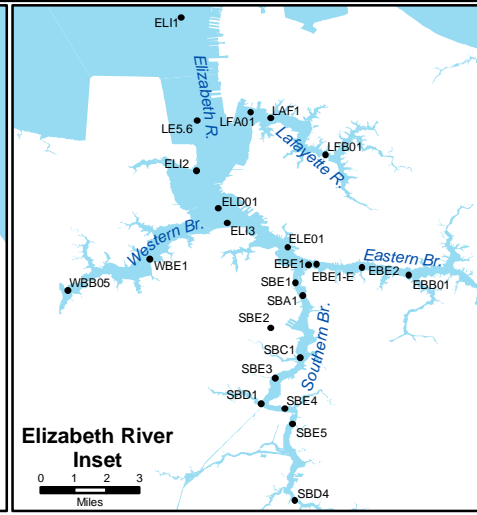 ELI1
Elizabeth R.
LFA01
LAF1
LE5.6
LFB01
Lafayette R.
ELI2
ELD01
ELI3
Western Br.
ELE01
WBE1
Eastern Br.
EBE1
EBE1-E
EBE2
EBB01
WBB05
SBE1
SBA1
SBE2
Southern Br.
SBC1
SBE3
SBD1
SBE4
SBE5
Elizabeth River
Inset
0 1 2 3
Miles
SBD4